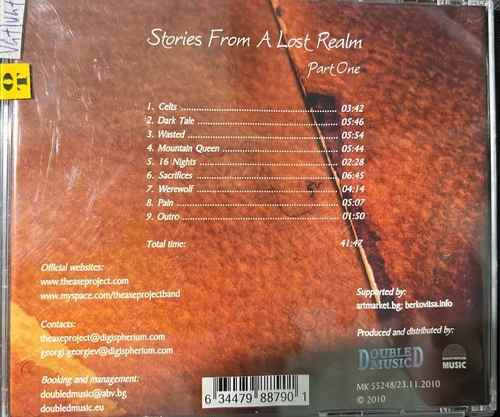 Stories From A Lost Realm
Part One
1. Celts 03:42
2. Dark Tale 05:46
3. Wasted 05:54
4. Mountain Queen 05:44
5. 16 Nights 02:28
6. Sacrifices 06:45
7. Werewolf 04:14
8. Pain 05:07
9. Outro 01:50
Total time: 41:47
Official websites:
www.theaxeproject.com
www.myspace.com/theaxeprojectband
Supported by:
artmarket.bg; berkovitsa.info
Contacts:
theaxeproject@digispherium.com
georgi.georgiev@digispherium.com
Produced and distributed by:
DOUBLE D
MUSIC
MUSIC
Booking and management:
doubledmusic@abv.bg
doubledmusic.eu
MK 55248/23.11.2010
© 2010
6 34479 88790 1